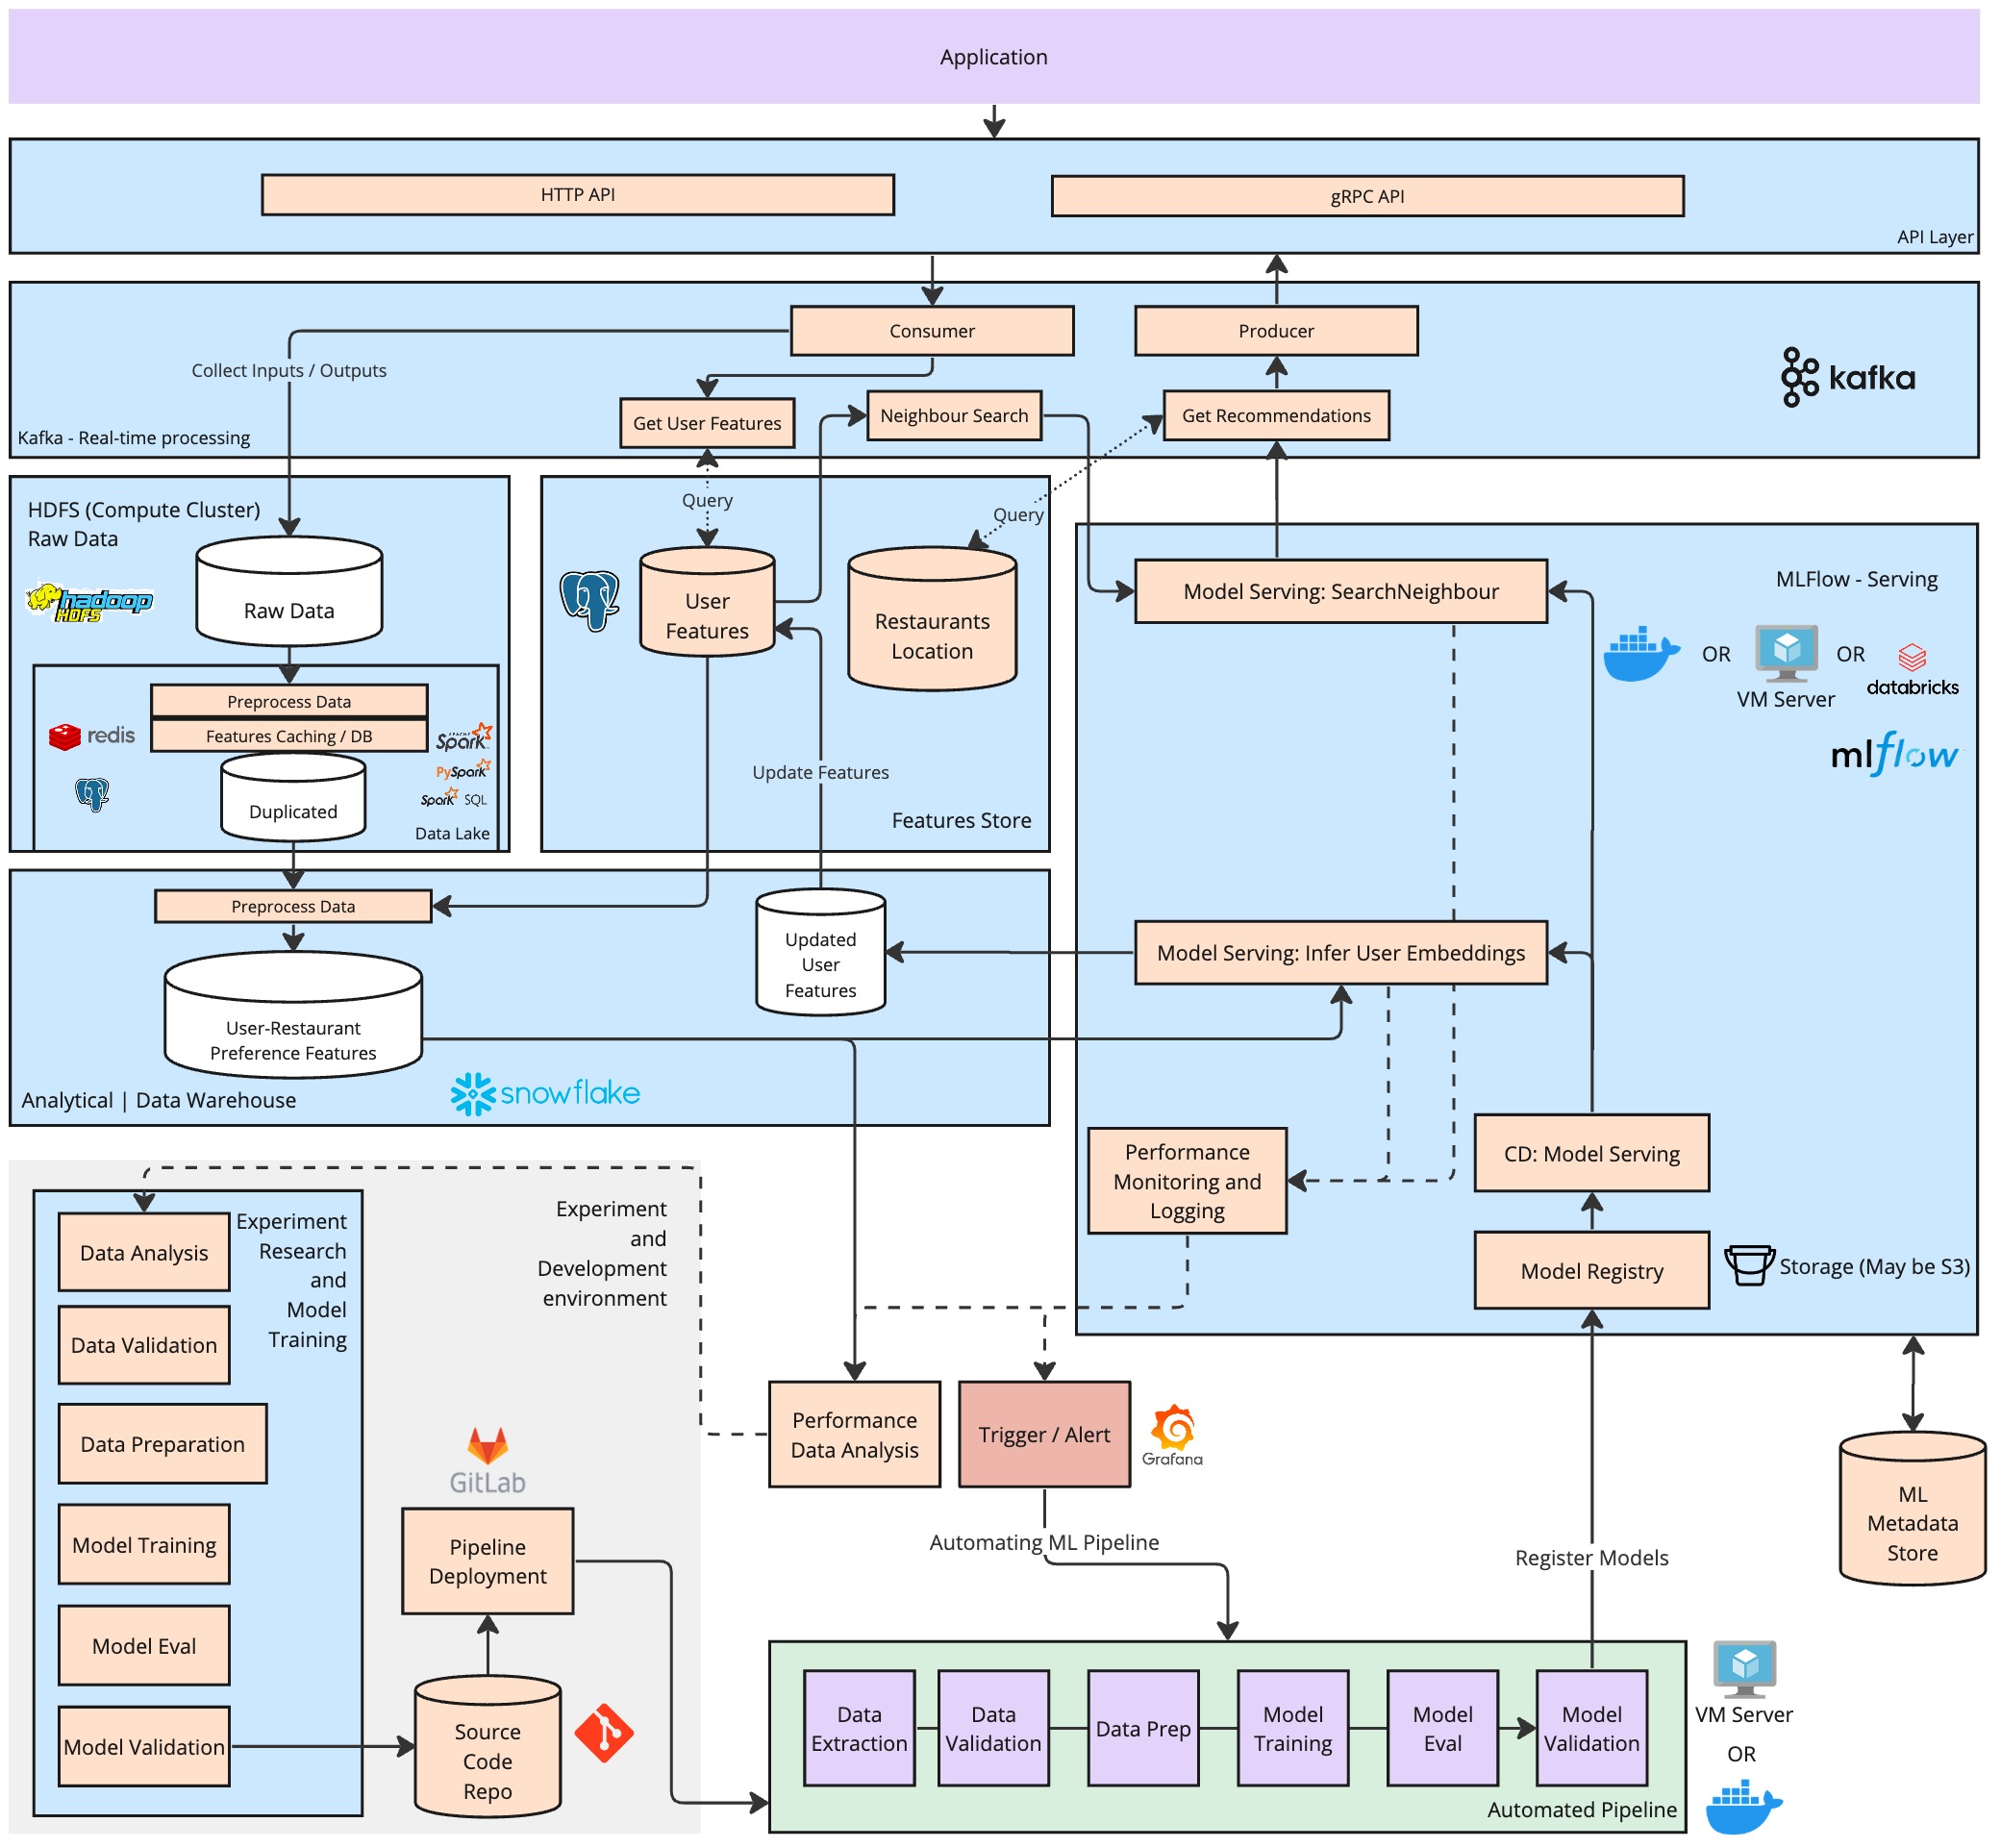 Application
HTTP API
gRPC API
API Layer
Consumer
Producer
Collect Inputs / Outputs
Get User Features
Neighbour Search
Get Recommendations
kafka
Kafka - Real-time processing
HDFS (Compute Cluster)
Raw Data
hadoop
HDFS
Raw Data
Preprocess Data
Features Caching / DB
redis
APACHE
Spark
PySpark
Spark SQL
Duplicated
Data Lake
Query
Query
User
Features
Restaurants
Location
Update Features
Features Store
Model Serving: SearchNeighbour
MLFlow - Serving
OR
VM Server
OR
databricks
mlflow
Preprocess Data
User-Restaurant
Preference Features
Updated
User
Features
snowflake
Analytical | Data Warehouse
Model Serving: Infer User Embeddings
Performance
Monitoring and
Logging
CD: Model Serving
Model Registry
Storage (May be S3)
Experiment
Research
and
Model
Training
Data Analysis
Data Validation
Data Preparation
Model Training
Model Eval
Model Validation
Experiment
and
Development
environment
GitLab
Pipeline
Deployment
Source
Code
Repo
Performance
Data Analysis
Trigger / Alert
Grafana
Automating ML Pipeline
Register Models
ML
Metadata
Store
Data
Extraction
Data
Validation
Data Prep
Model
Training
Model
Eval
Model
Validation
Automated Pipeline
VM Server
OR